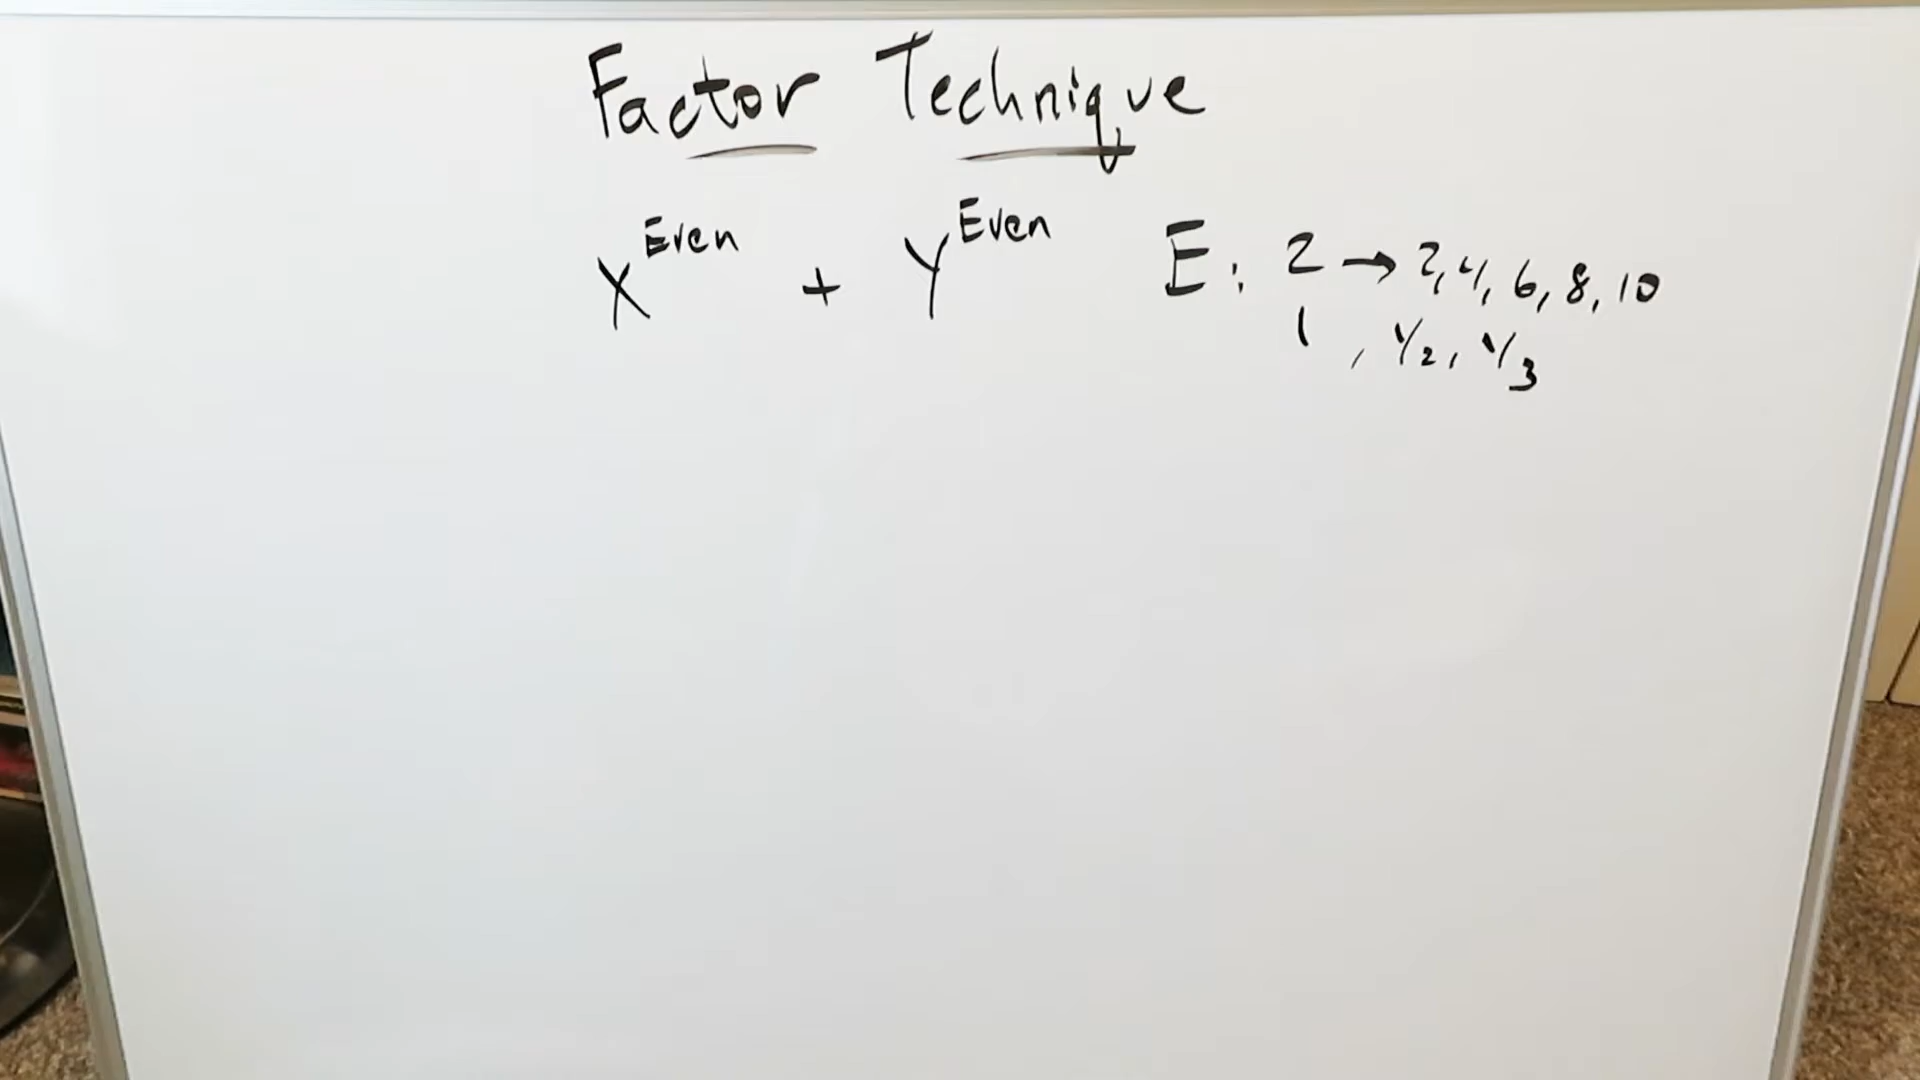 Factor Technique
X^Even + Y^Even E: 2 → 2, 4, 6, 8, 10
1, 1/2, 1/3